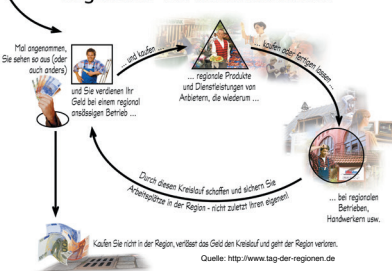 Mal angenommen,
Sie sehen so aus (oder
auch anders)
und Sie verdienen Ihr
Geld bei einem regional
ansässigen Betrieb ...
... und kaufen ...
... regionale Produkte
und Dienstleistungen von
Anbietern, die wiederum ...
... kaufen oder fertigen lassen ...
... bei regionalen
Betrieben,
Handwerkern usw.
Durch diesen Kreislauf schaffen und sichern Sie
Arbeitsplätze in der Region - nicht zuletzt Ihren eigenen!
Kaufen Sie nicht in der Region, verlässt das Geld den Kreislauf und geht der Region verloren.
Quelle: http://www.tag-der-regionen.de